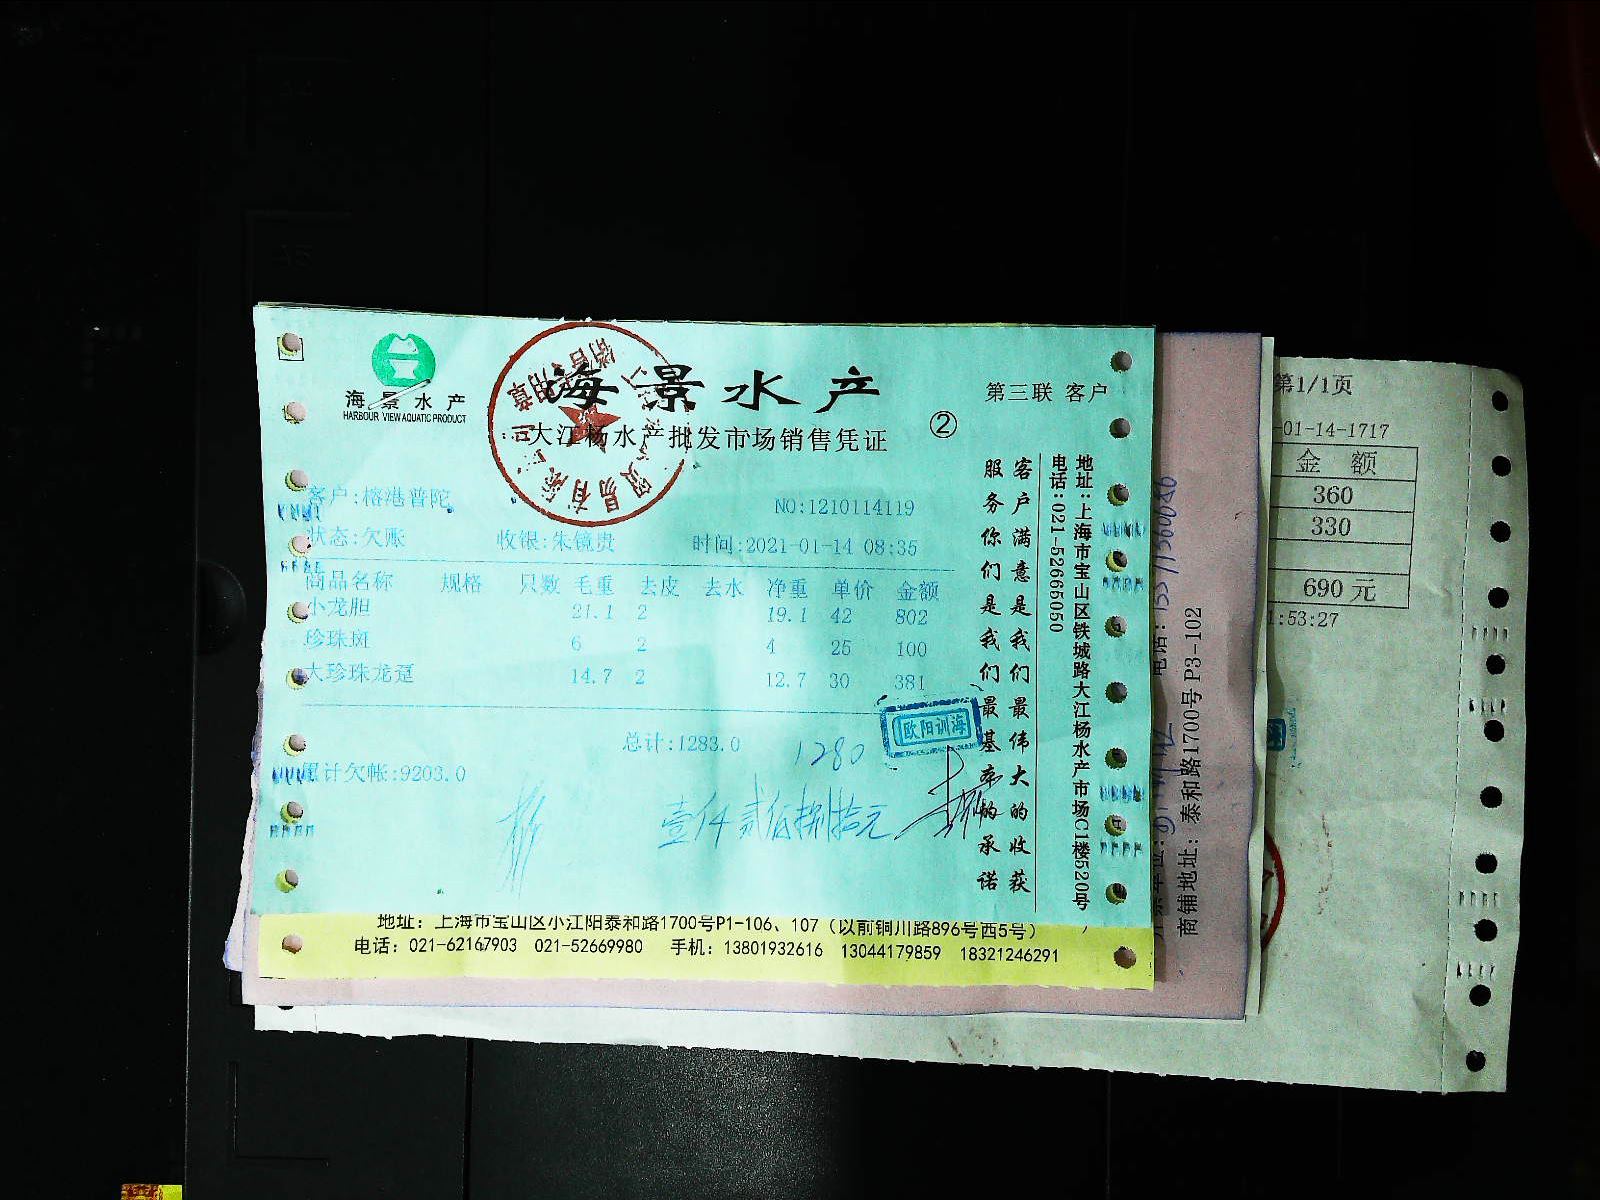 海景水产
HARBOUR VIEW AQUATIC PRODUCT
海景水产
第三联 客户
大江杨水产批发市场销售凭证
②
客户:榕港普陀
NO:1210114119
状态:欠账 收银:朱镜贵 时间:2021-01-14 08:35
商品名称 规格 只数 毛重 去皮 去水 净重 单价 金额
小龙胆 21.1 2 19.1 42 802
珍珠斑 6 2 4 25 100
大珍珠龙趸 14.7 2 12.7 30 381
总计:1283.0
1280
欧阳训海
累计欠帐:9203.0
壹仟贰佰捌拾元
客户满意是我们最伟大的收获
服务你们是我们最基本的承诺
地址:上海市宝山区铁城路大江杨水产市场C1楼520号
电话:021-52665050
地址：上海市宝山区小江阳泰和路1700号P1-106、107（以前铜川路896号西5号）
电话：021-62167903 021-52669980 手机：13801932616 13044179859 18321246291
商铺地址：泰和路1700号 P3-102
第1/1页
-01-14-1717
金 额
360
330
690 元
:53:27